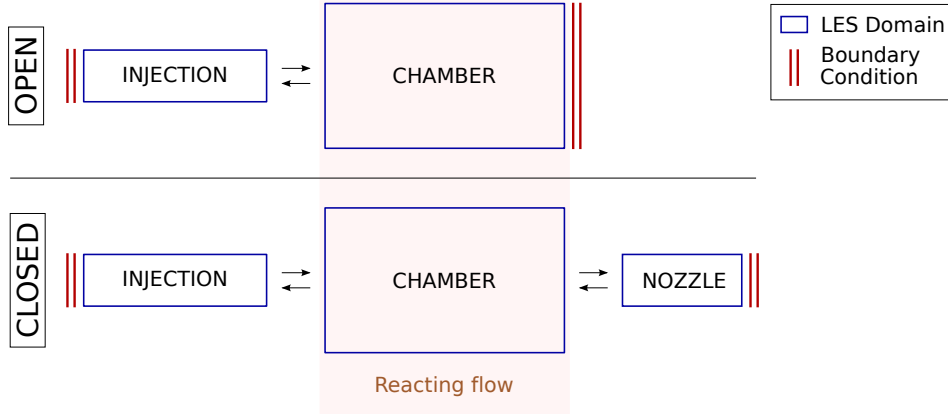 OPEN
INJECTION
CHAMBER
LES Domain
Boundary
Condition
CLOSED
INJECTION
CHAMBER
NOZZLE
Reacting flow